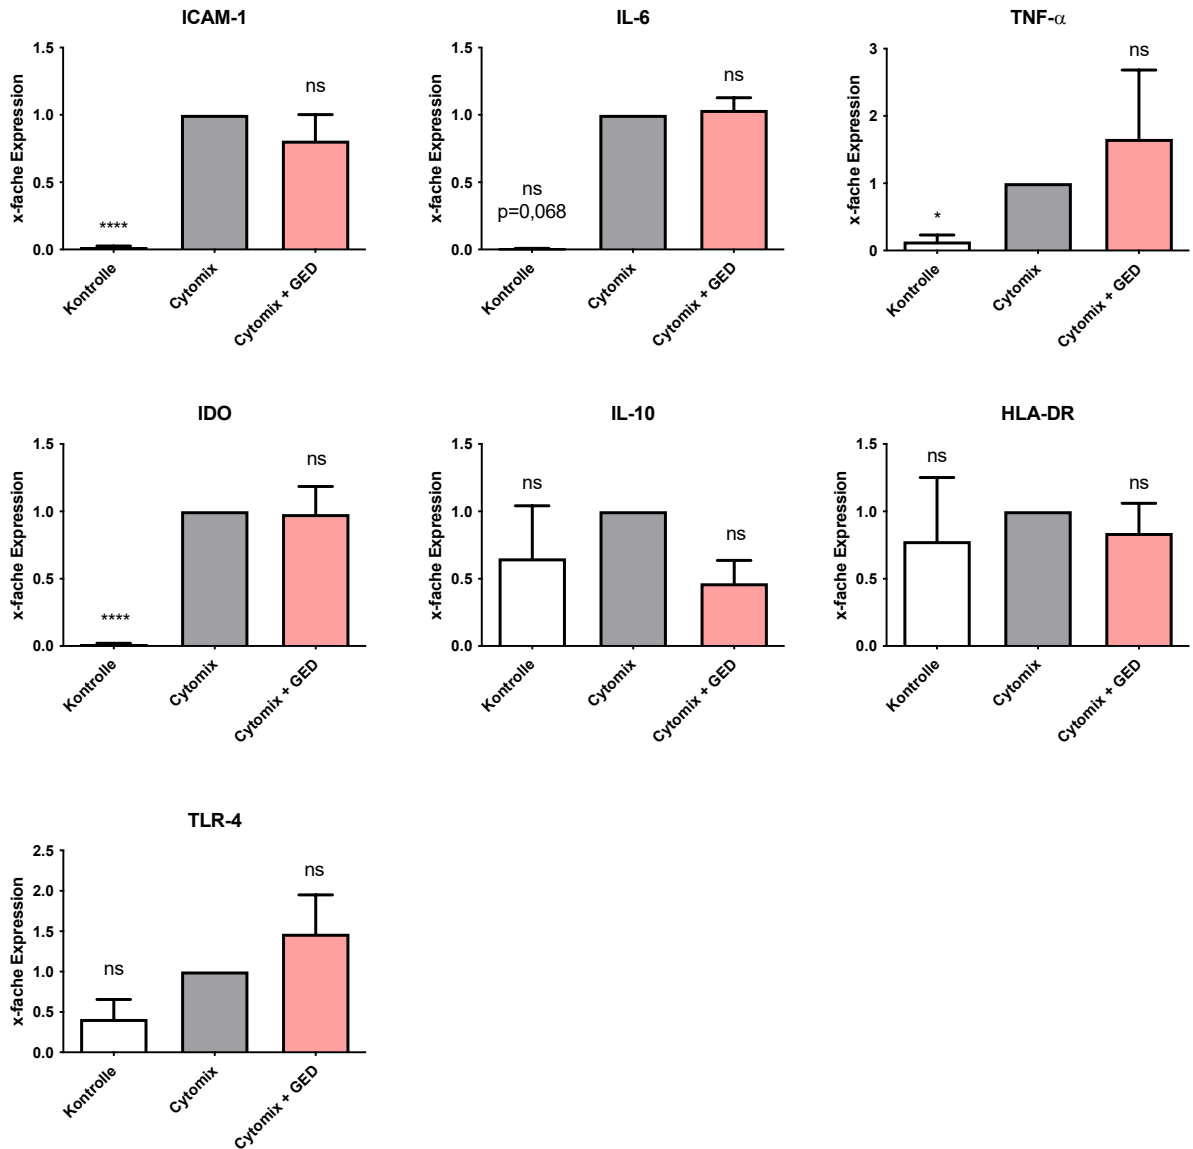 ICAM-1
x-fache Expression
1.5
1.0
0.5
0.0
****
ns
Kontrolle
Cytomix
Cytomix + GED
IL-6
x-fache Expression
1.5
1.0
0.5
0.0
ns
p=0,068
ns
Kontrolle
Cytomix
Cytomix + GED
TNF-α
x-fache Expression
3
2
1
0
*
ns
Kontrolle
Cytomix
Cytomix + GED
IDO
x-fache Expression
1.5
1.0
0.5
0.0
****
ns
Kontrolle
Cytomix
Cytomix + GED
IL-10
x-fache Expression
1.5
1.0
0.5
0.0
ns
ns
Kontrolle
Cytomix
Cytomix + GED
HLA-DR
x-fache Expression
1.5
1.0
0.5
0.0
ns
ns
Kontrolle
Cytomix
Cytomix + GED
TLR-4
x-fache Expression
2.5
2.0
1.5
1.0
0.5
0.0
ns
ns
Kontrolle
Cytomix
Cytomix + GED